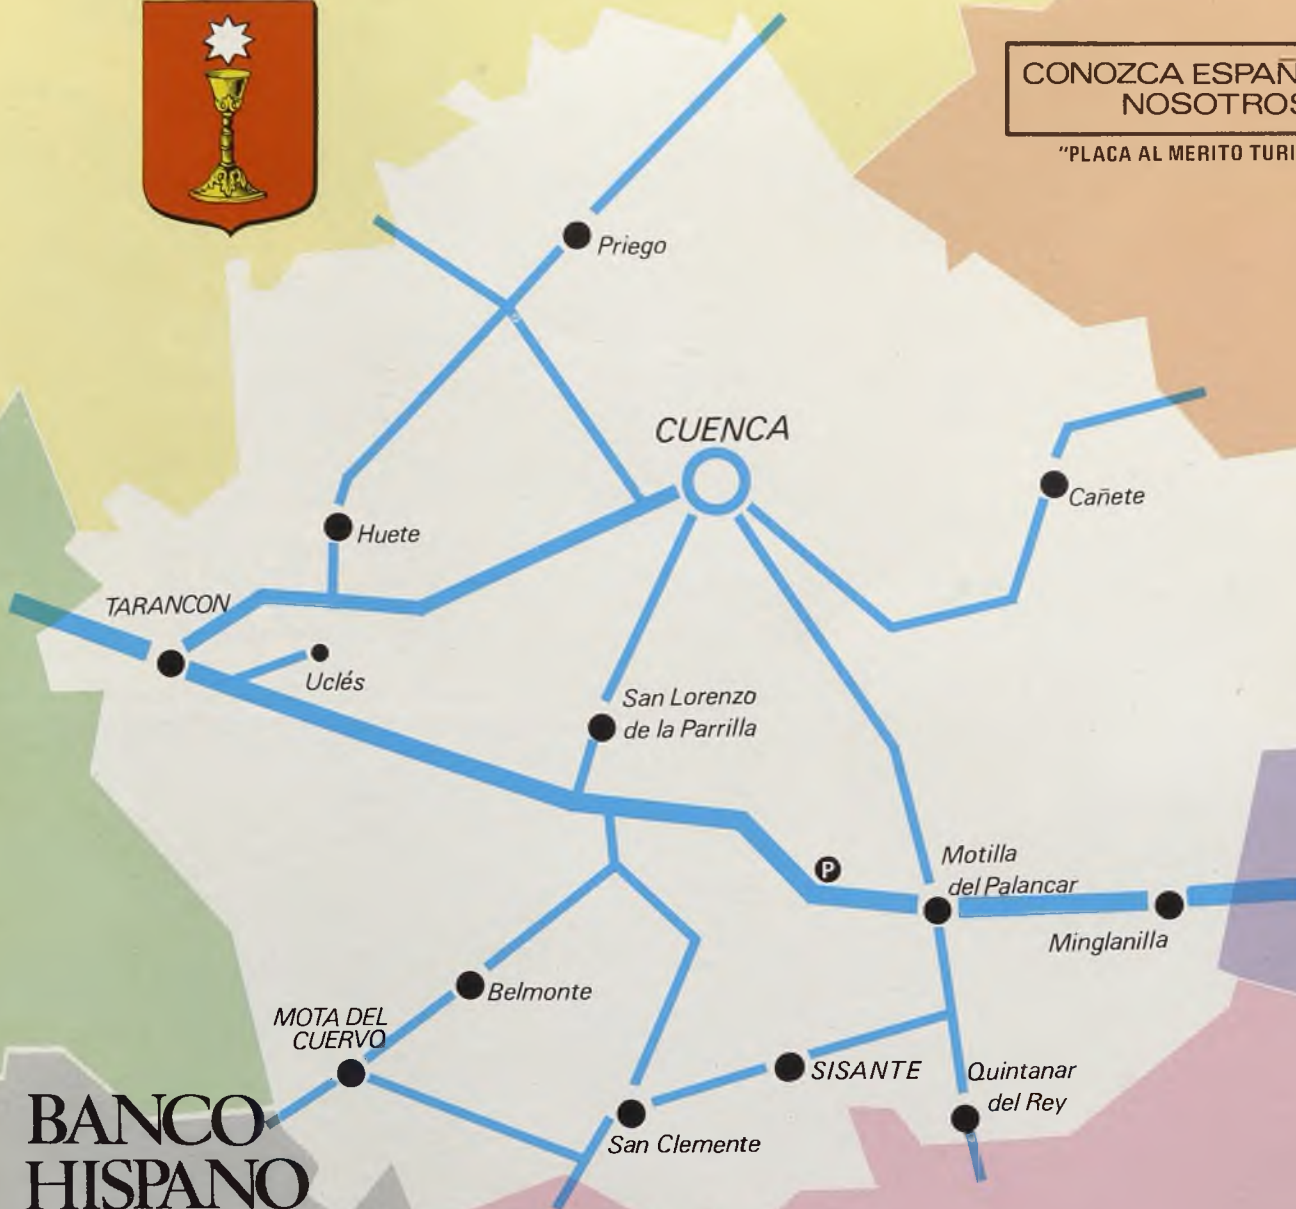 CONOZCA ESPAÑ
NOSOTROS
"PLACA AL MERITO TURI
Priego
CUENCA
Cañete
Huete
TARANCON
Uclés
San Lorenzo
de la Parrilla
P
Motilla
del Palancar
Minglanilla
Belmonte
MOTA DEL
CUERVO
SISANTE
Quintanar
del Rey
San Clemente
BANCO
HISPANO